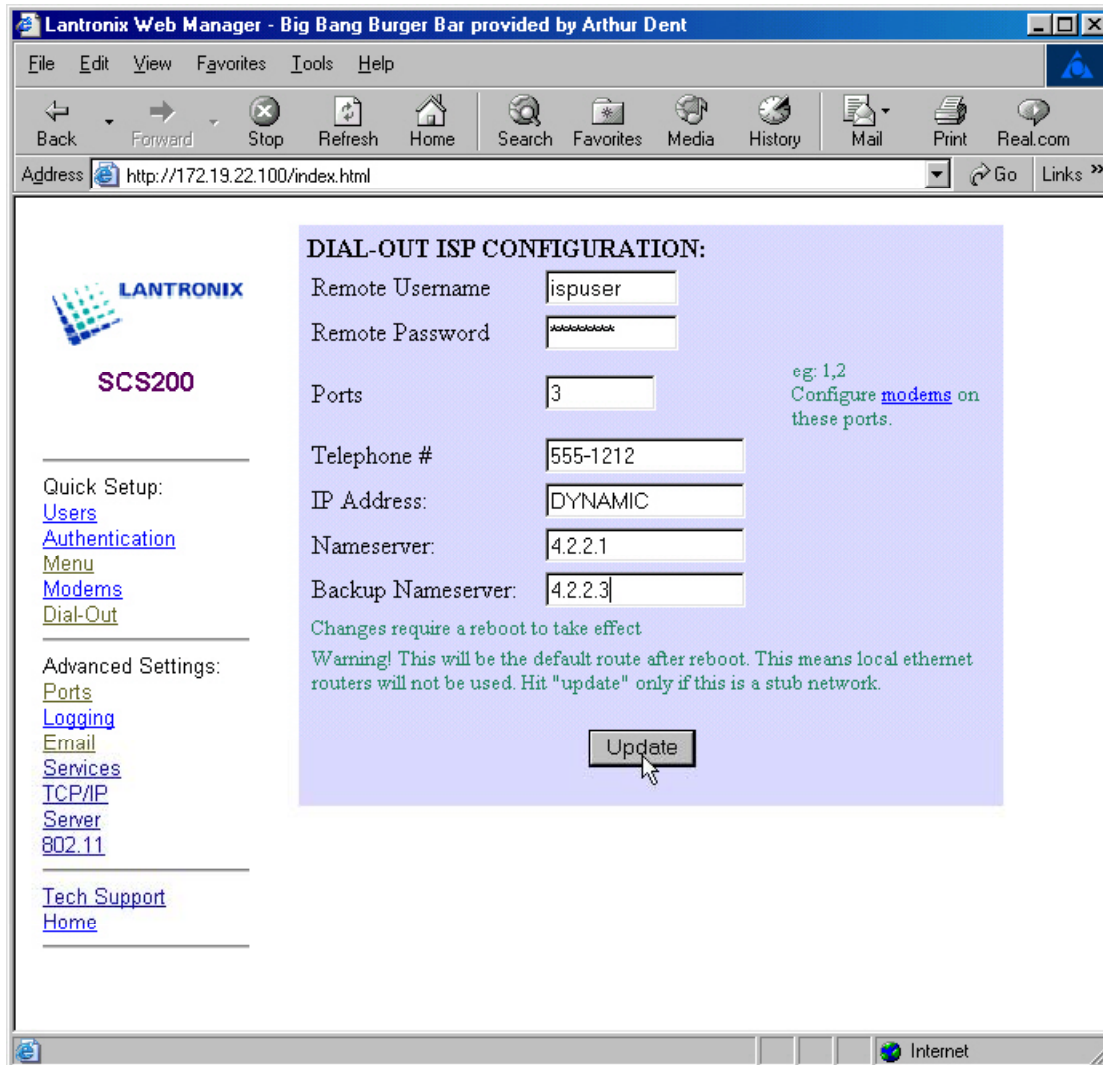 Lantronix Web Manager - Big Bang Burger Bar provided by Arthur Dent
File Edit View Favorites Tools Help
Back Forward Stop Refresh Home Search Favorites Media History Mail Print Real.com
Address http://172.19.22.100/index.html Go Links »
LANTRONIX
SCS200
Quick Setup:
Users
Authentication
Menu
Modems
Dial-Out
Advanced Settings:
Ports
Logging
Email
Services
TCP/IP
Server
802.11
Tech Support
Home
DIAL-OUT ISP CONFIGURATION:
Remote Username ispuser
Remote Password *********
Ports 3
eg: 1,2
Configure modems on
these ports.
Telephone # 555-1212
IP Address: DYNAMIC
Nameserver: 4.2.2.1
Backup Nameserver: 4.2.2.3
Changes require a reboot to take effect
Warning! This will be the default route after reboot. This means local ethernet
routers will not be used. Hit "update" only if this is a stub network.
Update
Internet